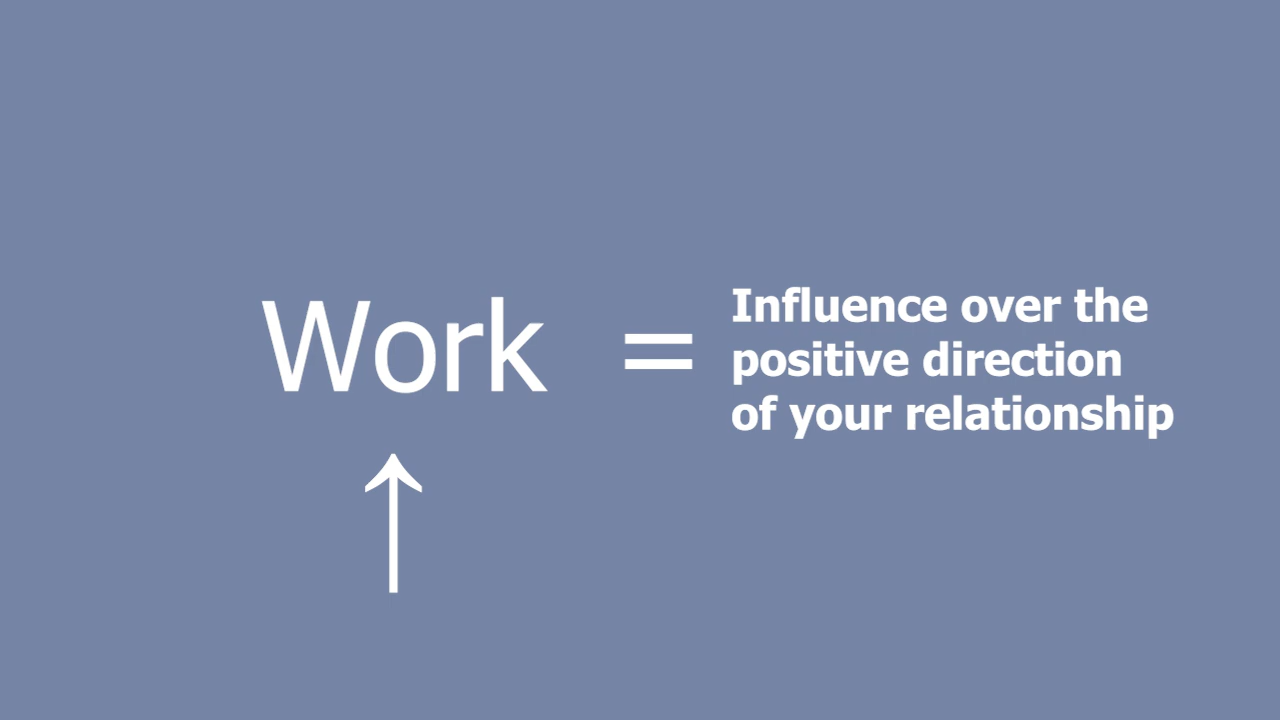 Work = Influence over the
positive direction
of your relationship
↑